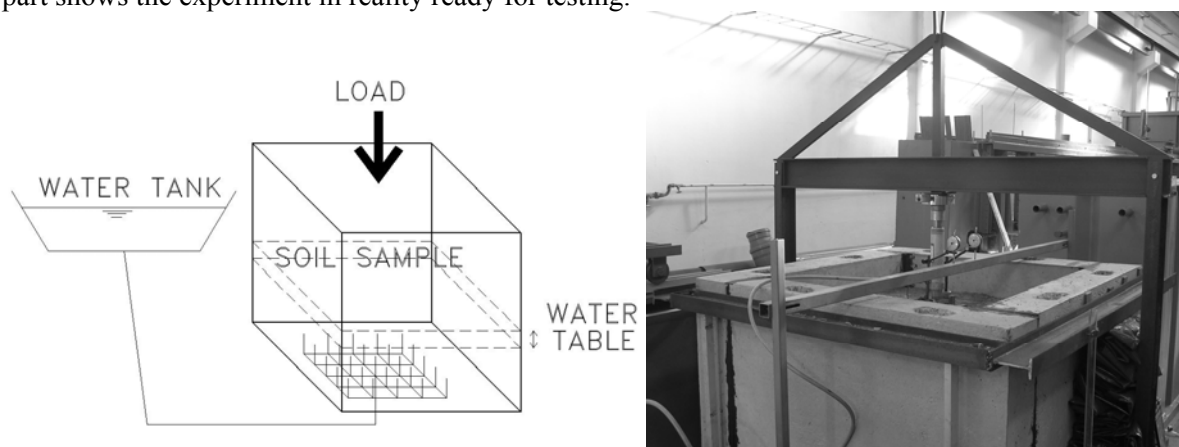 part shows the experiment in reality ready for testing.
LOAD
WATER TANK
SOIL SAMPLE
WATER
TABLE